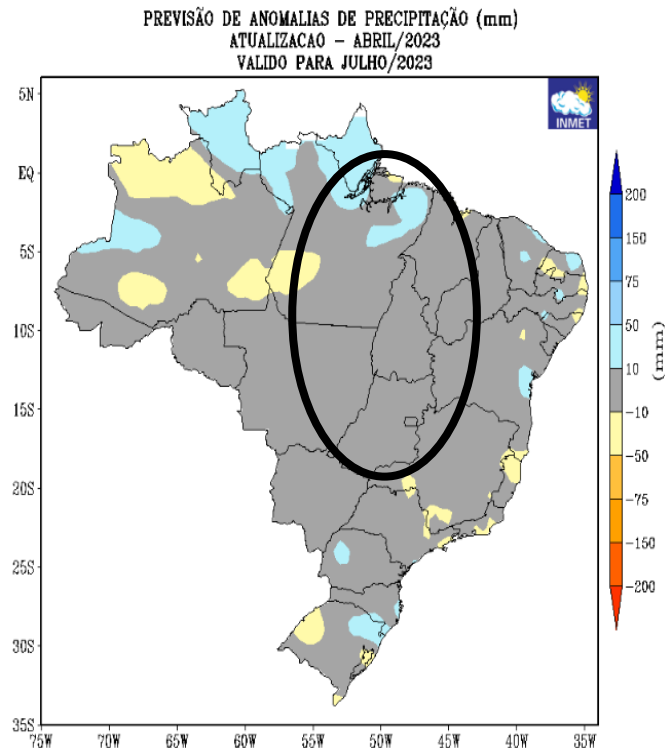 PREVISÃO DE ANOMALIAS DE PRECIPITAÇÃO (mm)
ATUALIZACAO - ABRIL/2023
VALIDO PARA JULHO/2023
INMET
5N
EQ
5S
10S
15S
20S
25S
30S
35S
75W
70W
65W
60W
55W
50W
45W
40W
35W
200
150
75
50
10
-10
-50
-75
-150
-200
(mm)